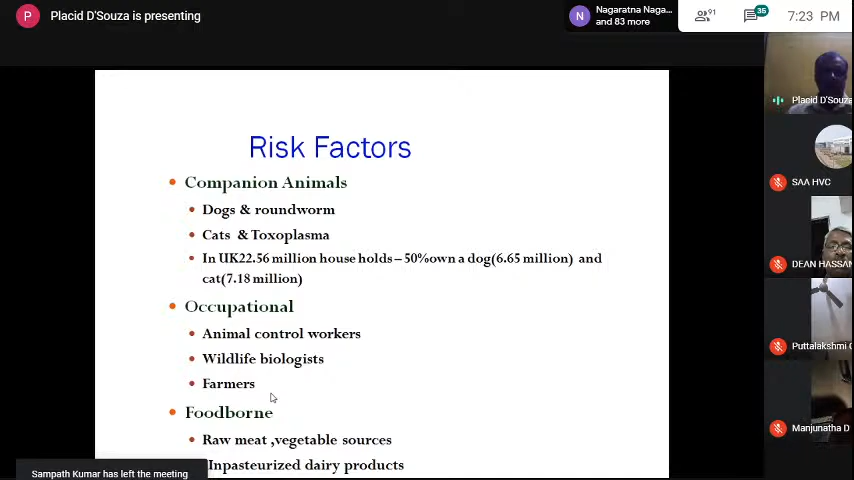 P Placid D'Souza is presenting
N Nagaratna Naga...
and 83 more
91
35
7:23 PM
Risk Factors
Companion Animals
Dogs & roundworm
Cats & Toxoplasma
In UK22.56 million house holds – 50%own a dog(6.65 million) and
cat(7.18 million)
Occupational
Animal control workers
Wildlife biologists
Farmers
Foodborne
Raw meat ,vegetable sources
Inpasteurized dairy products
Sampath Kumar has left the meeting
Placid D'Souza
SAA HVC
DEAN HASSAN
Puttalakshmi
Manjunatha D